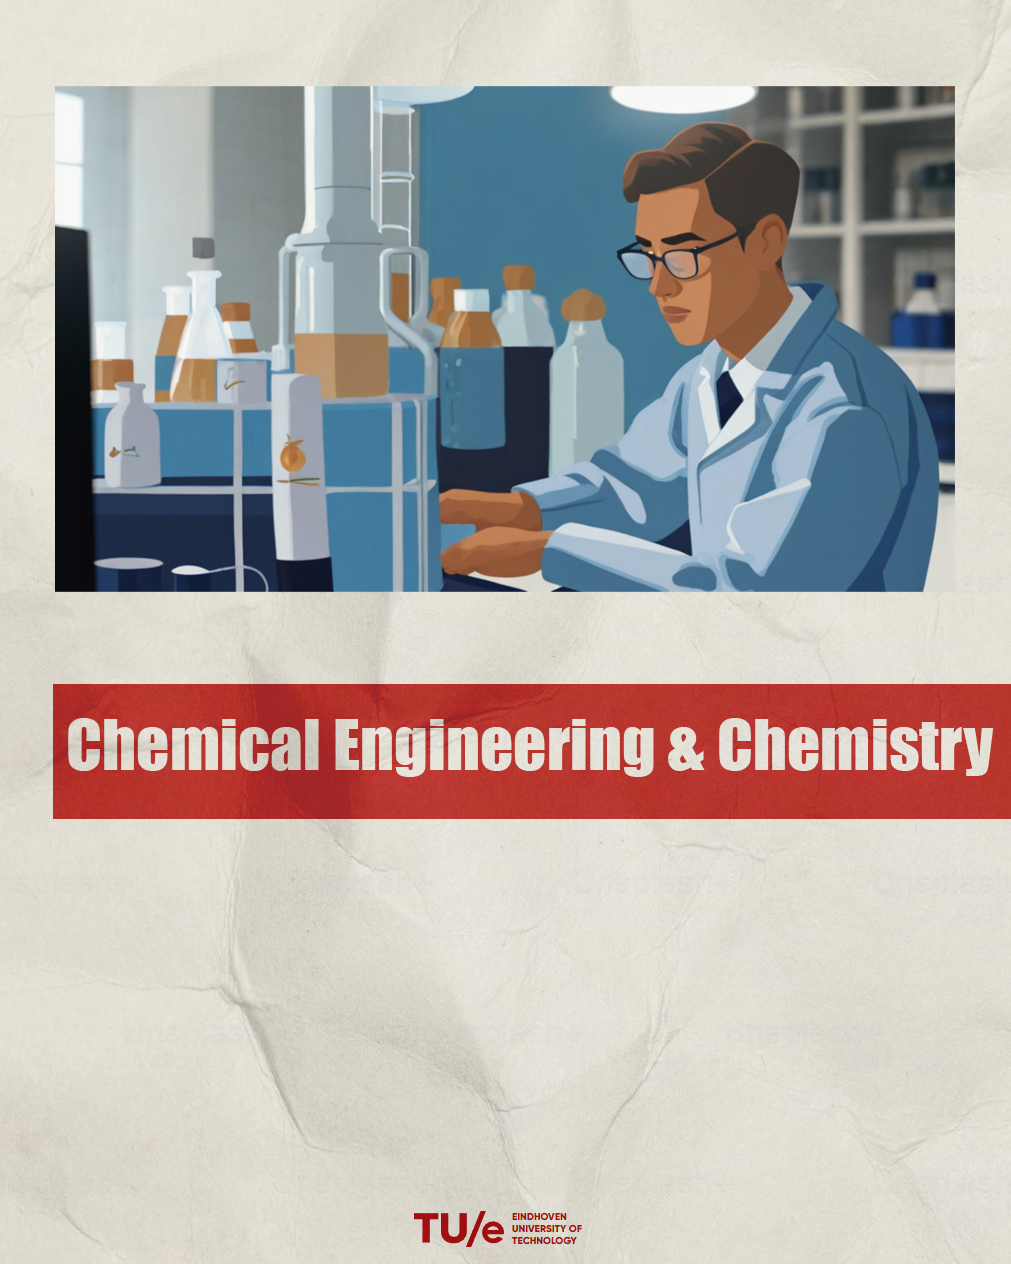 Chemical Engineering & Chemistry
TU/e EINDHOVEN
UNIVERSITY OF
TECHNOLOGY